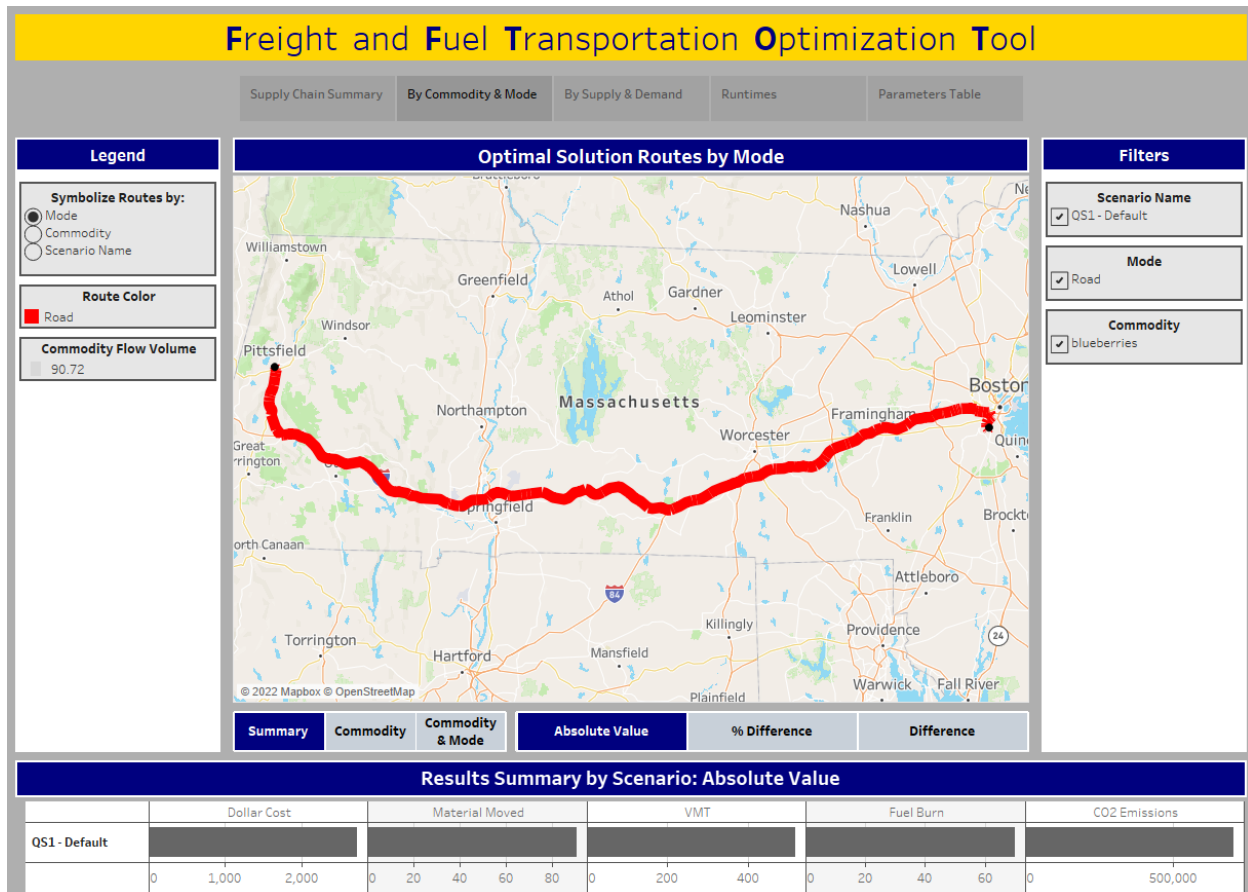 Freight and Fuel Transportation Optimization Tool
Supply Chain Summary
By Commodity & Mode
By Supply & Demand
Runtimes
Parameters Table
Legend
Symbolize Routes by:
Mode
Commodity
Scenario Name
Route Color
Road
Commodity Flow Volume
90.72
Optimal Solution Routes by Mode
Nashua
Williamstown
Lowell
Greenfield
Athol
Gardner
Leominster
Windsor
Pittsfield
Boston
Massachusetts
Northampton
Framingham
Worcester
Great
rrington
Quinc
pringfield
Franklin
Brockt
orth Canaan
Attleboro
84
Killingly
Providence
24
Torrington
Hartford
Mansfield
Warwick
Fall River
Plainfield
© 2022 Mapbox © OpenStreetMap
Summary
Commodity
Commodity
& Mode
Absolute Value
% Difference
Difference
Filters
Scenario Name
QS1 - Default
Mode
Road
Commodity
blueberries
Results Summary by Scenario: Absolute Value
Dollar Cost
Material Moved
VMT
Fuel Burn
CO2 Emissions
QS1 - Default
0 1,000 2,000
0 20 40 60 80
0 200 400
0 20 40 60
0 500,000